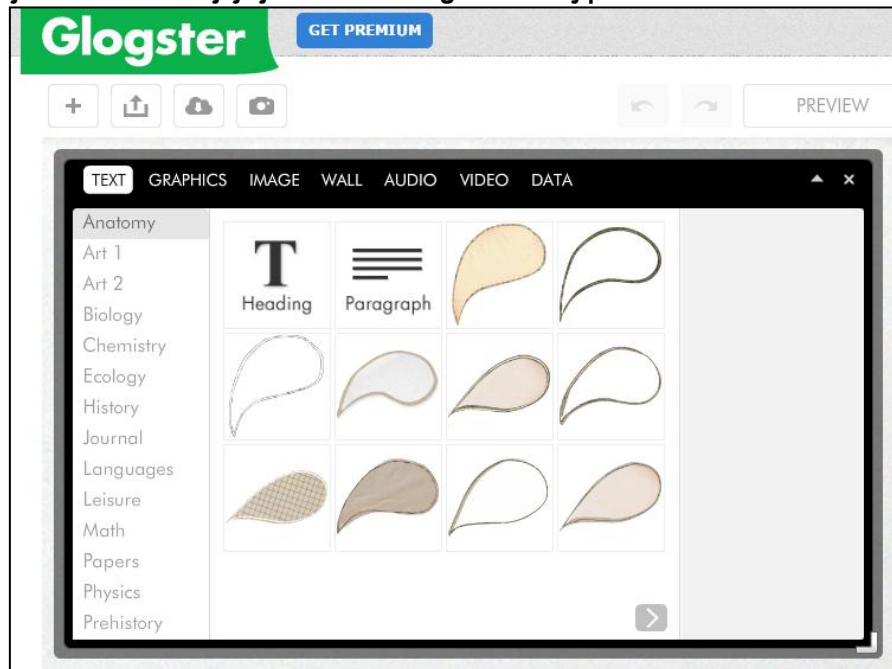 Glogster
GET PREMIUM
PREVIEW
TEXT GRAPHICS IMAGE WALL AUDIO VIDEO DATA
Anatomy
Art 1
Art 2
Biology
Chemistry
Ecology
History
Journal
Languages
Leisure
Math
Papers
Physics
Prehistory
T
Heading
Paragraph